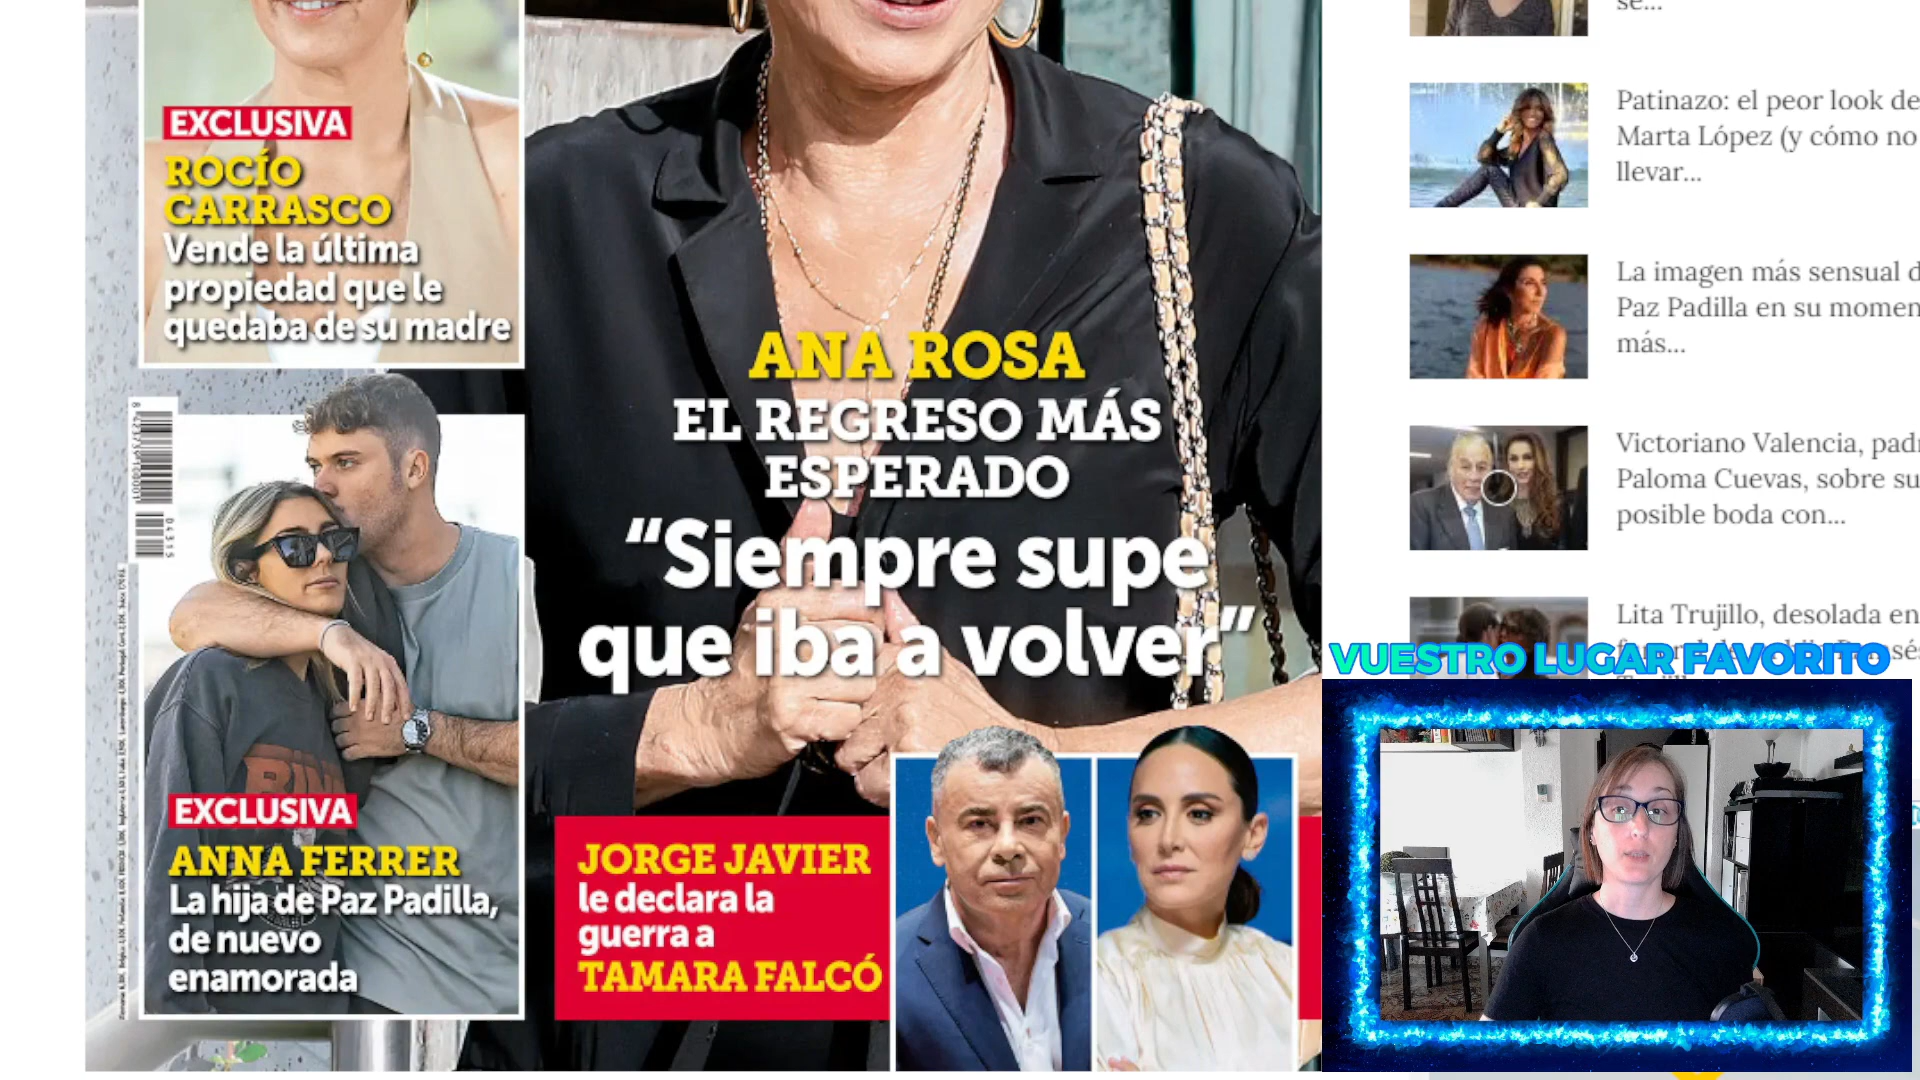 EXCLUSIVA
ROCÍO
CARRASCO
Vende la última
propiedad que le
quedaba de su madre
ANA ROSA
EL REGRESO MÁS
ESPERADO
“Siempre supe
que iba a volver”
EXCLUSIVA
ANNA FERRER
La hija de Paz Padilla,
de nuevo
enamorada
JORGE JAVIER
le declara la
guerra a
TAMARA FALCÓ
se...
Patinazo: el peor look de
Marta López (y cómo no
llevar...
La imagen más sensual d
Paz Padilla en su momen
más...
Victoriano Valencia, padr
Paloma Cuevas, sobre su
posible boda con...
Lita Trujillo, desolada en
VUESTRO LUGAR FAVORITO